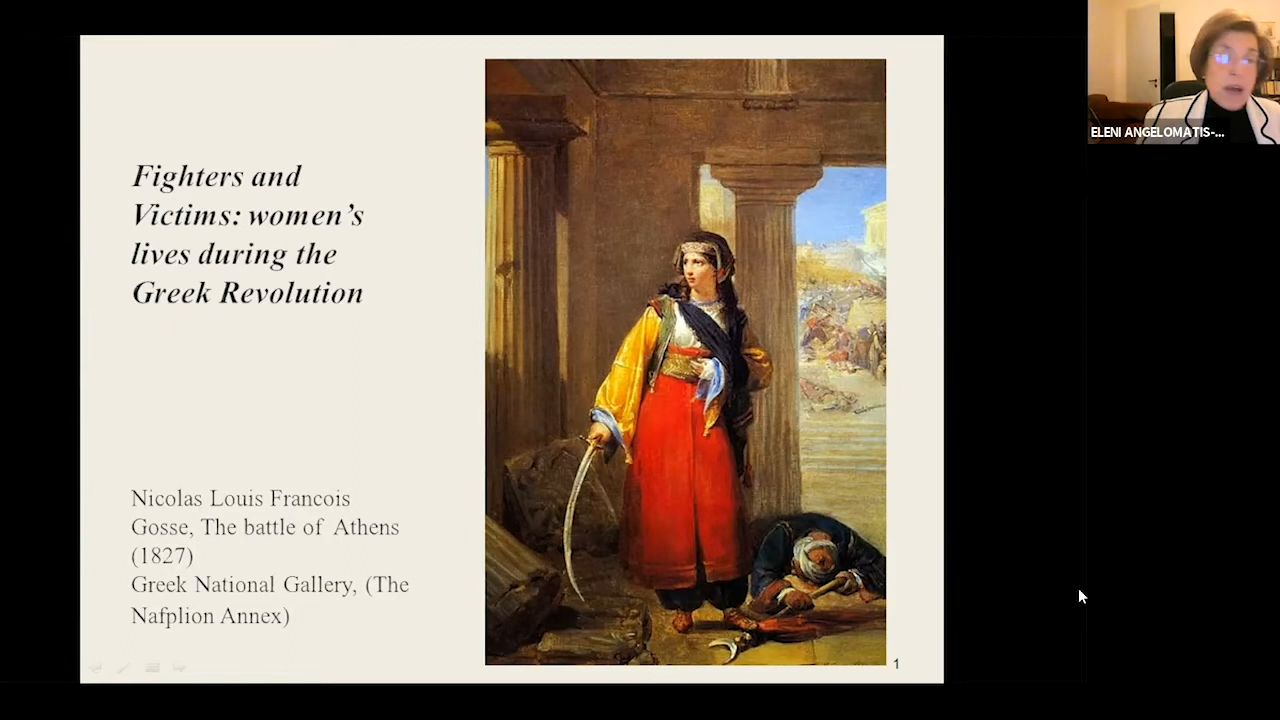 Fighters and
Victims: women's
lives during the
Greek Revolution
Nicolas Louis Francois
Gosse, The battle of Athens
(1827)
Greek National Gallery, (The
Nafplion Annex)
1
ELENI ANGELOMATIS-...